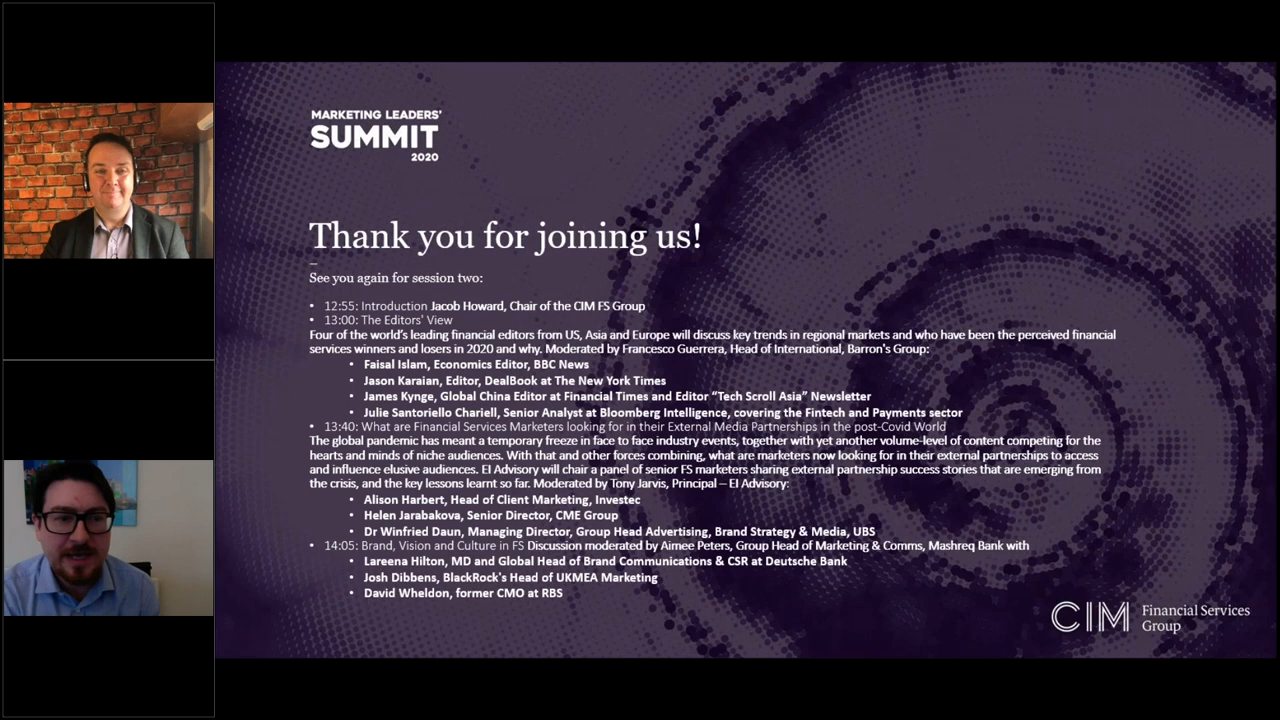 MARKETING LEADERS'
SUMMIT
2020
Thank you for joining us!
See you again for session two:
• 12:55: Introduction Jacob Howard, Chair of the CIM FS Group
• 13:00: The Editors' View
Four of the world's leading financial editors from US, Asia and Europe will discuss key trends in regional markets and who have been the perceived financial
services winners and losers in 2020 and why. Moderated by Francesco Guerrera, Head of International, Barron's Group:
• Faisal Islam, Economics Editor, BBC News
• Jason Karaian, Editor, DealBook at The New York Times
• James Kynge, Global China Editor at Financial Times and Editor “Tech Scroll Asia” Newsletter
• Julie Santoriello Chariell, Senior Analyst at Bloomberg Intelligence, covering the Fintech and Payments sector
• 13:40: What are Financial Services Marketers looking for in their External Media Partnerships in the post-Covid World
The global pandemic has meant a temporary freeze in face to face industry events, together with yet another volume-level of content competing for the
hearts and minds of niche audiences. With that and other forces combining, what are marketers now looking for in their external partnerships to access
and influence elusive audiences. EI Advisory will chair a panel of senior FS marketers sharing external partnership success stories that are emerging from
the crisis, and the key lessons learnt so far. Moderated by Tony Jarvis, Principal – EI Advisory:
• Alison Harbert, Head of Client Marketing, Investec
• Helen Jarabakova, Senior Director, CME Group
• Dr Winfried Daun, Managing Director, Group Head Advertising, Brand Strategy & Media, UBS
• 14:05: Brand, Vision and Culture in FS Discussion moderated by Aimee Peters, Group Head of Marketing & Comms, Mashreq Bank with
• Lareena Hilton, MD and Global Head of Brand Communications & CSR at Deutsche Bank
• Josh Dibbens, BlackRock's Head of UKMEA Marketing
• David Wheldon, former CMO at RBS
CIM Financial Services
Group